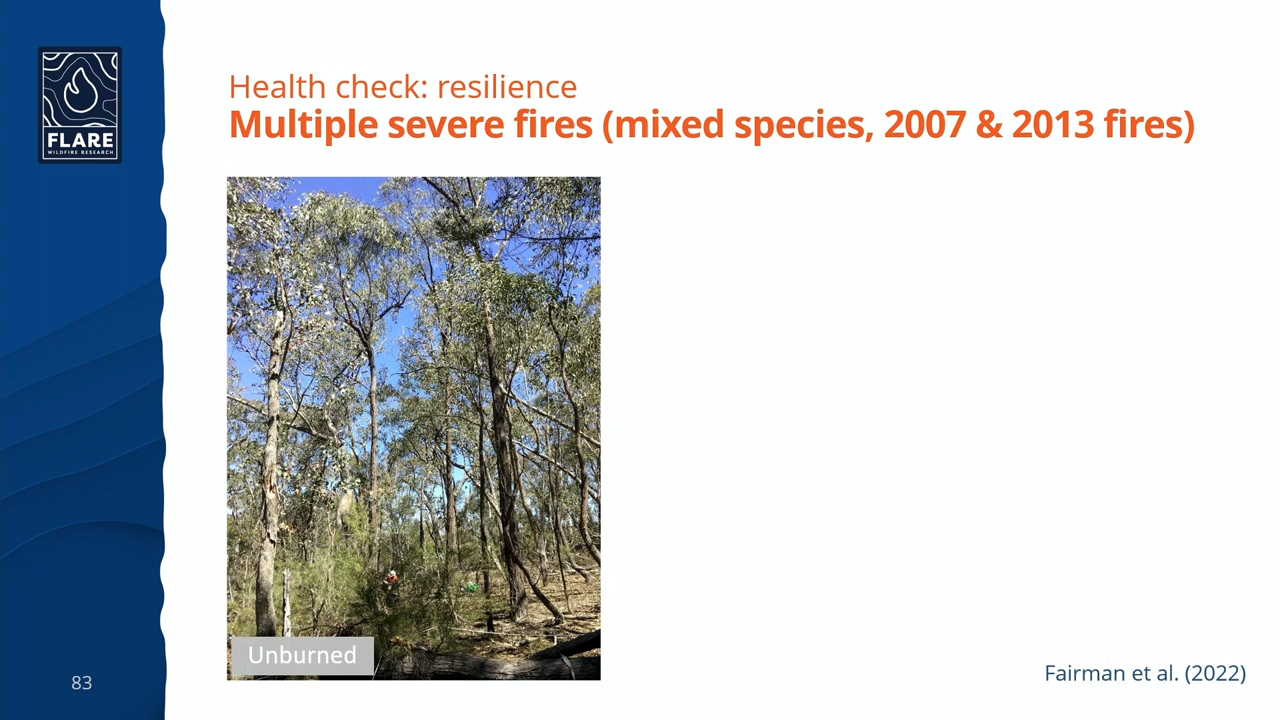 FLARE
WILDFIRE RESEARCH
Health check: resilience
Multiple severe fires (mixed species, 2007 & 2013 fires)
Unburned
Fairman et al. (2022)
83